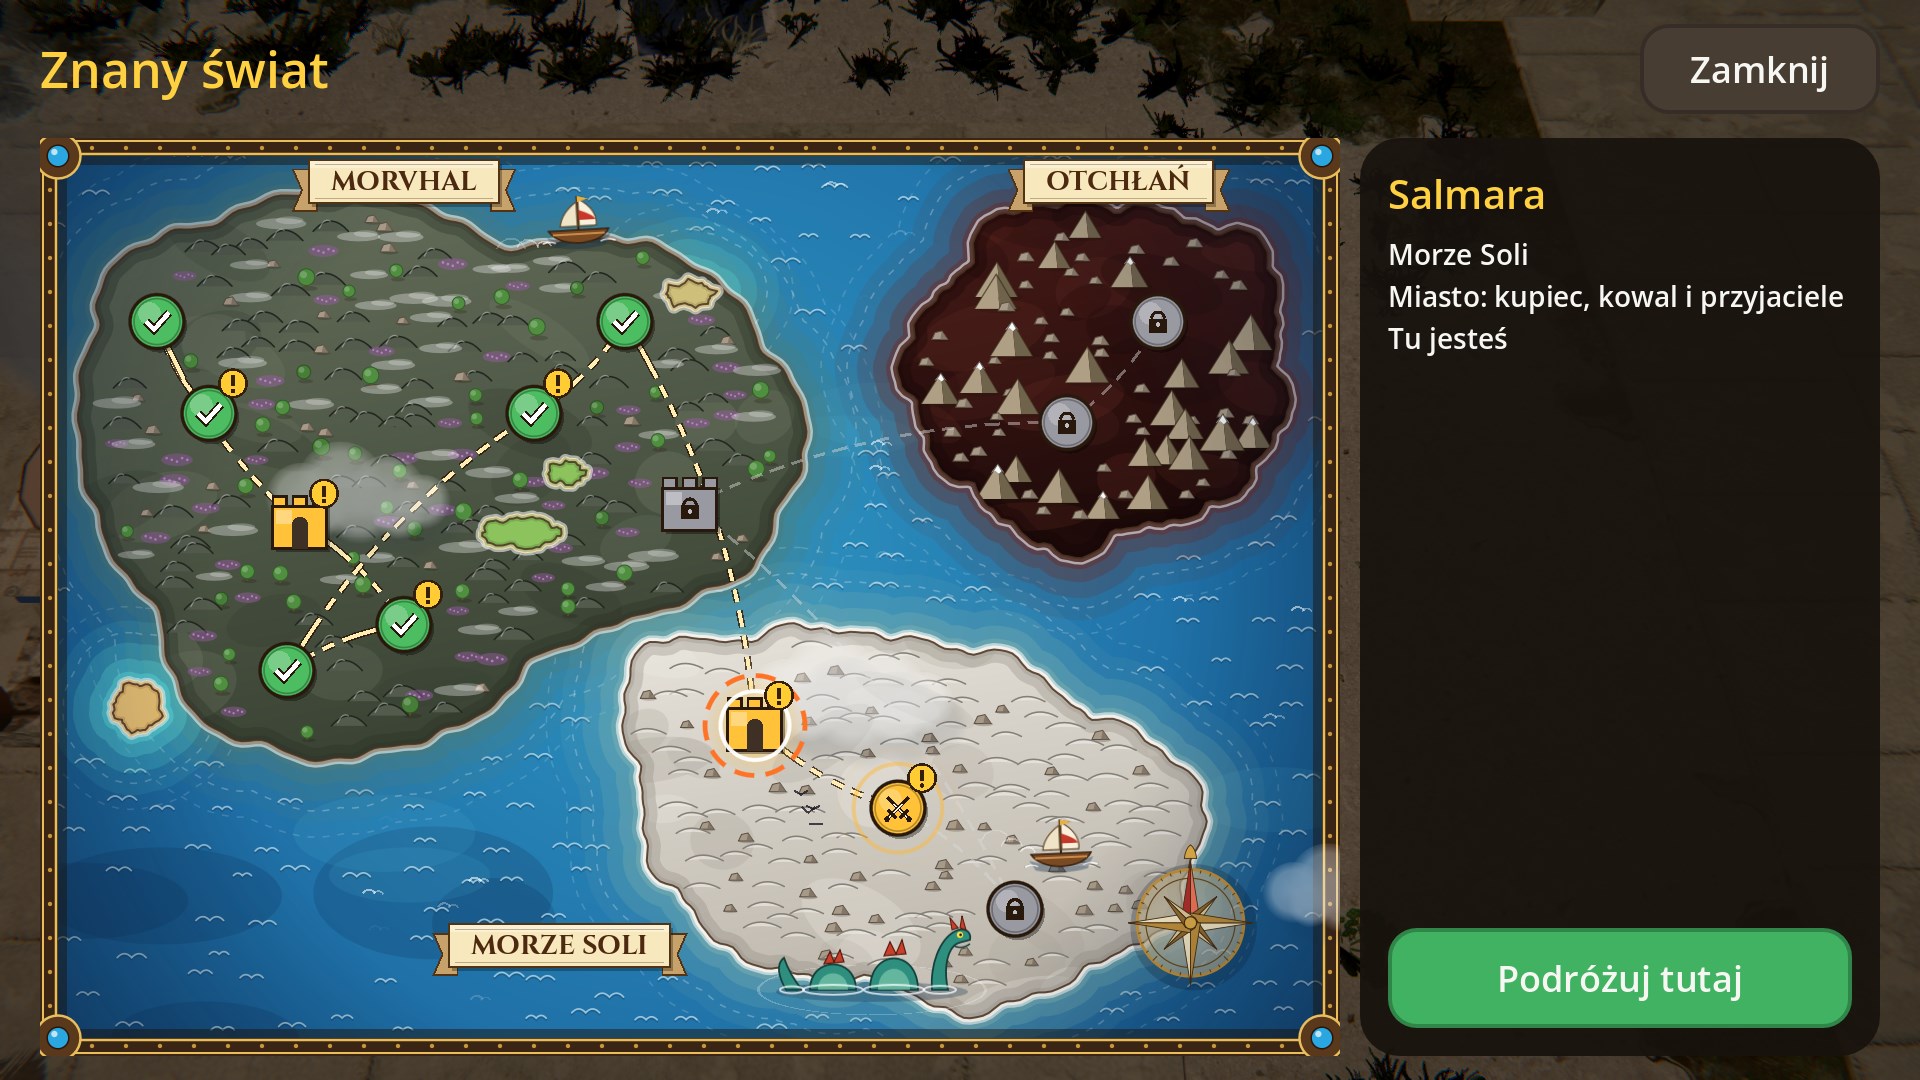 Znany świat
Zamknij
MORVHAL
OTCHŁAŃ
Salmara
Morze Soli
Miasto: kupiec, kowal i przyjaciele
Tu jesteś
MORZE SOLI
Podróżuj tutaj